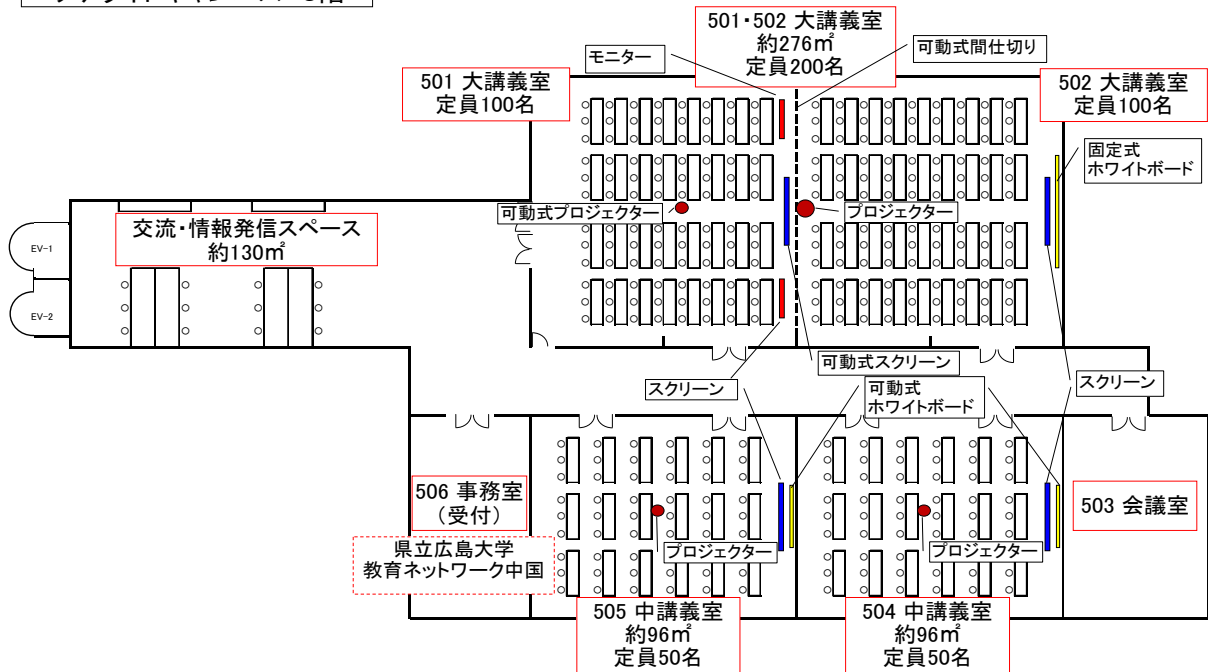 501・502 大講義室
約276㎡
定員200名
モニター
可動式間仕切り
501 大講義室
定員100名
502 大講義室
定員100名
固定式
ホワイトボード
可動式プロジェクター
プロジェクター
交流・情報発信スペース
約130㎡
EV-1
EV-2
可動式スクリーン
スクリーン
可動式
ホワイトボード
スクリーン
506 事務室
（受付）
県立広島大学
教育ネットワーク中国
503 会議室
プロジェクター
プロジェクター
505 中講義室
約96㎡
定員50名
504 中講義室
約96㎡
定員50名